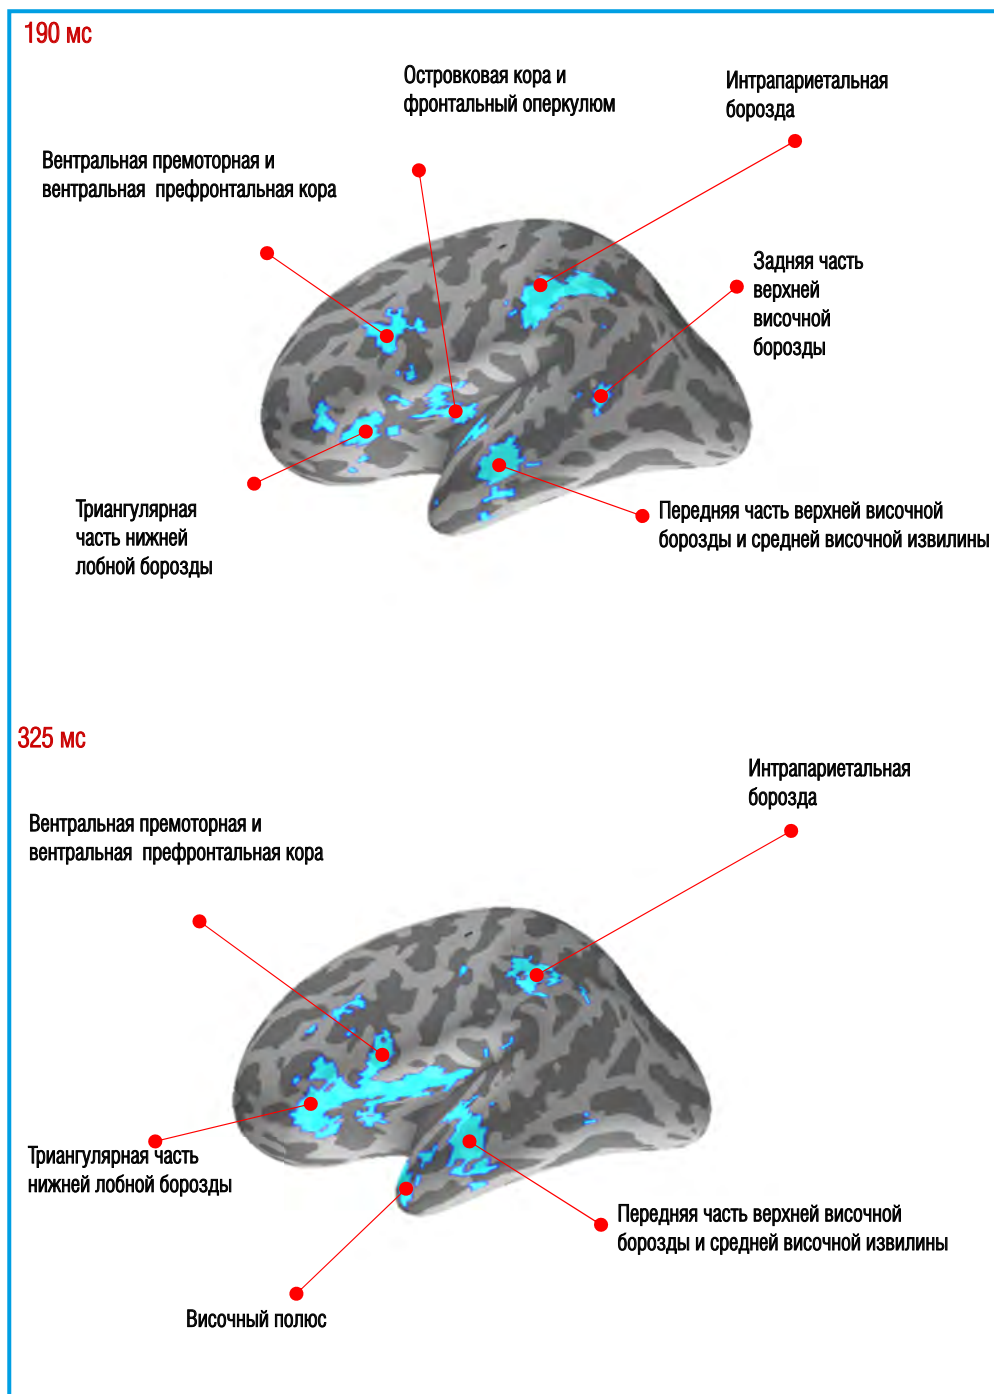 190 мс
Островковая кора и
фронтальный оперкулюм
Интрапариетальная
борозда
Вентральная премоторная и
вентральная префронтальная кора
Задняя часть
верхней
височной
борозды
Триангулярная
часть нижней
лобной борозды
Передняя часть верхней височной
борозды и средней височной извилины
325 мс
Интрапариетальная
борозда
Вентральная премоторная и
вентральная префронтальная кора
Триангулярная часть
нижней лобной борозды
Передняя часть верхней височной
борозды и средней височной извилины
Височный полюс